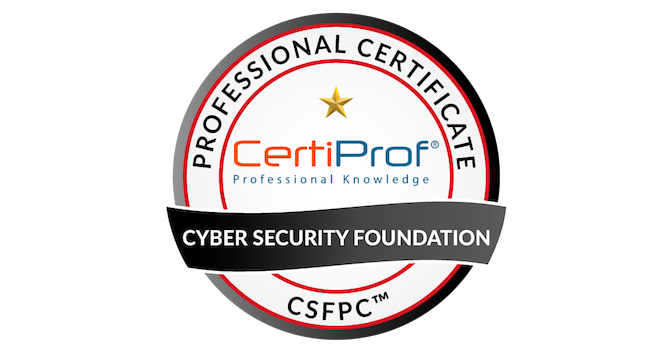 PROFESSIONAL CERTIFICATE
CertiProf®
Professional Knowledge
CYBER SECURITY FOUNDATION
CSFPC™